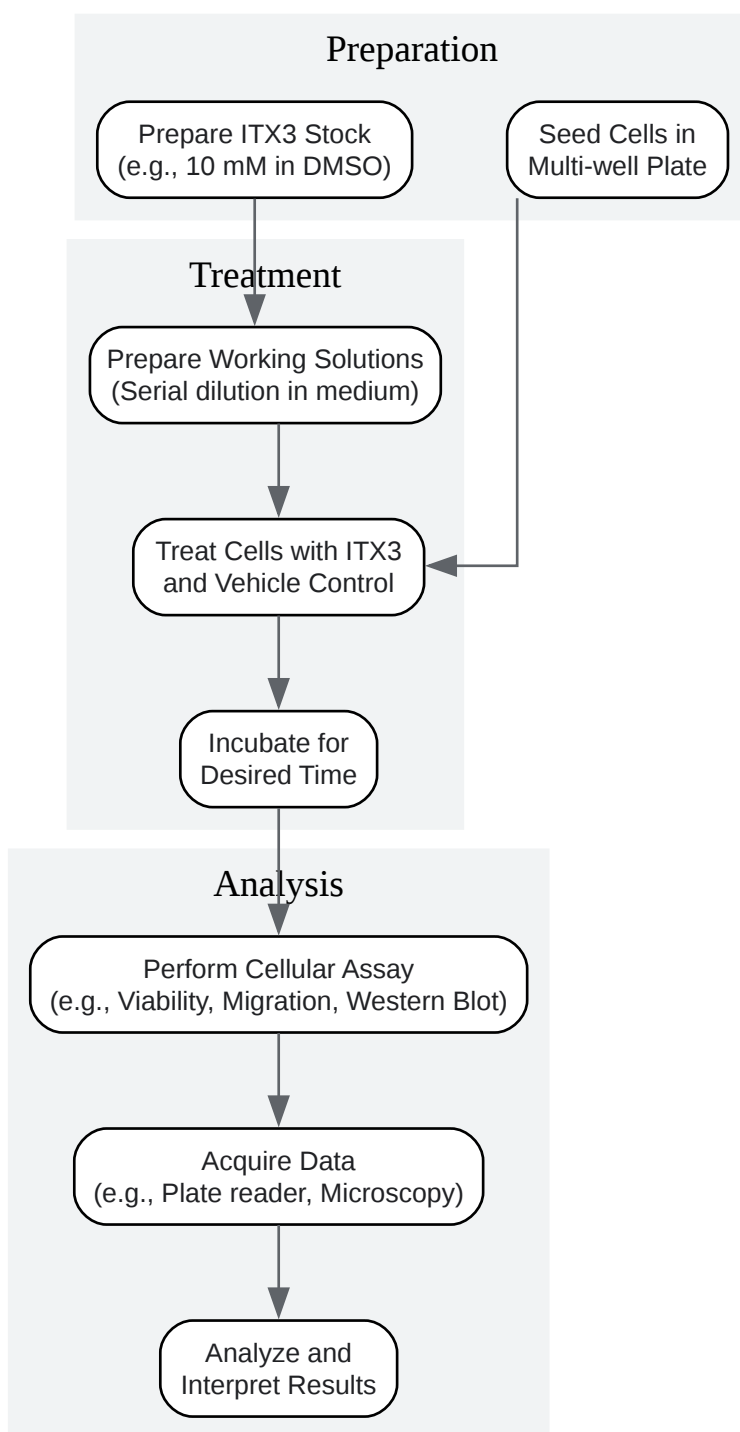 Preparation
Prepare ITX3 Stock
(e.g., 10 mM in DMSO)
Seed Cells in
Multi-well Plate
Treatment
Prepare Working Solutions
(Serial dilution in medium)
Treat Cells with ITX3
and Vehicle Control
Incubate for
Desired Time
Analysis
Perform Cellular Assay
(e.g., Viability, Migration, Western Blot)
Acquire Data
(e.g., Plate reader, Microscopy)
Analyze and
Interpret Results